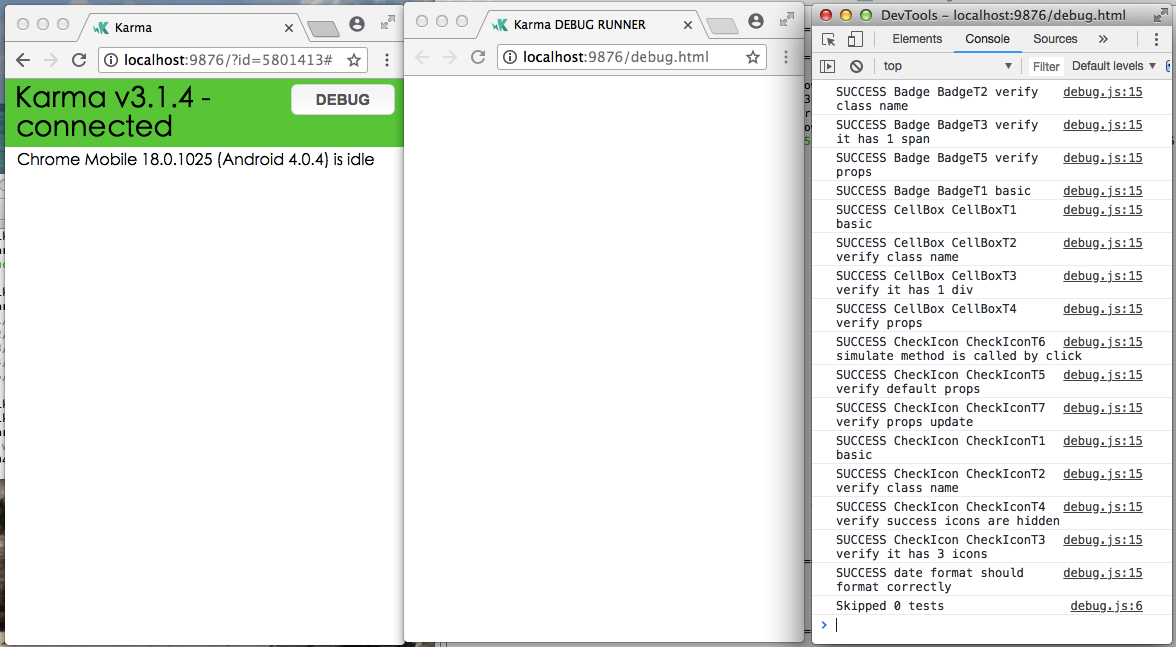 Karma
localhost:9876/?id=5801413#
Karma v3.1.4 -
connected
DEBUG
Chrome Mobile 18.0.1025 (Android 4.0.4) is idle
Karma DEBUG RUNNER
localhost:9876/debug.html
DevTools - localhost:9876/debug.html
Elements Console Sources »
top Filter Default levels
SUCCESS Badge BadgeT2 verify debug.js:15
class name
SUCCESS Badge BadgeT3 verify debug.js:15
it has 1 span
SUCCESS Badge BadgeT5 verify debug.js:15
props
SUCCESS Badge BadgeT1 basic debug.js:15
SUCCESS CellBox CellBoxT1 debug.js:15
basic
SUCCESS CellBox CellBoxT2 debug.js:15
verify class name
SUCCESS CellBox CellBoxT3 debug.js:15
verify it has 1 div
SUCCESS CellBox CellBoxT4 debug.js:15
verify props
SUCCESS CheckIcon CheckIconT6 debug.js:15
simulate method is called by click
SUCCESS CheckIcon CheckIconT5 debug.js:15
verify default props
SUCCESS CheckIcon CheckIconT7 debug.js:15
verify props update
SUCCESS CheckIcon CheckIconT1 debug.js:15
basic
SUCCESS CheckIcon CheckIconT2 debug.js:15
verify class name
SUCCESS CheckIcon CheckIconT4 debug.js:15
verify success icons are hidden
SUCCESS CheckIcon CheckIconT3 debug.js:15
verify it has 3 icons
SUCCESS date format should debug.js:15
format correctly
Skipped 0 tests debug.js:6
>